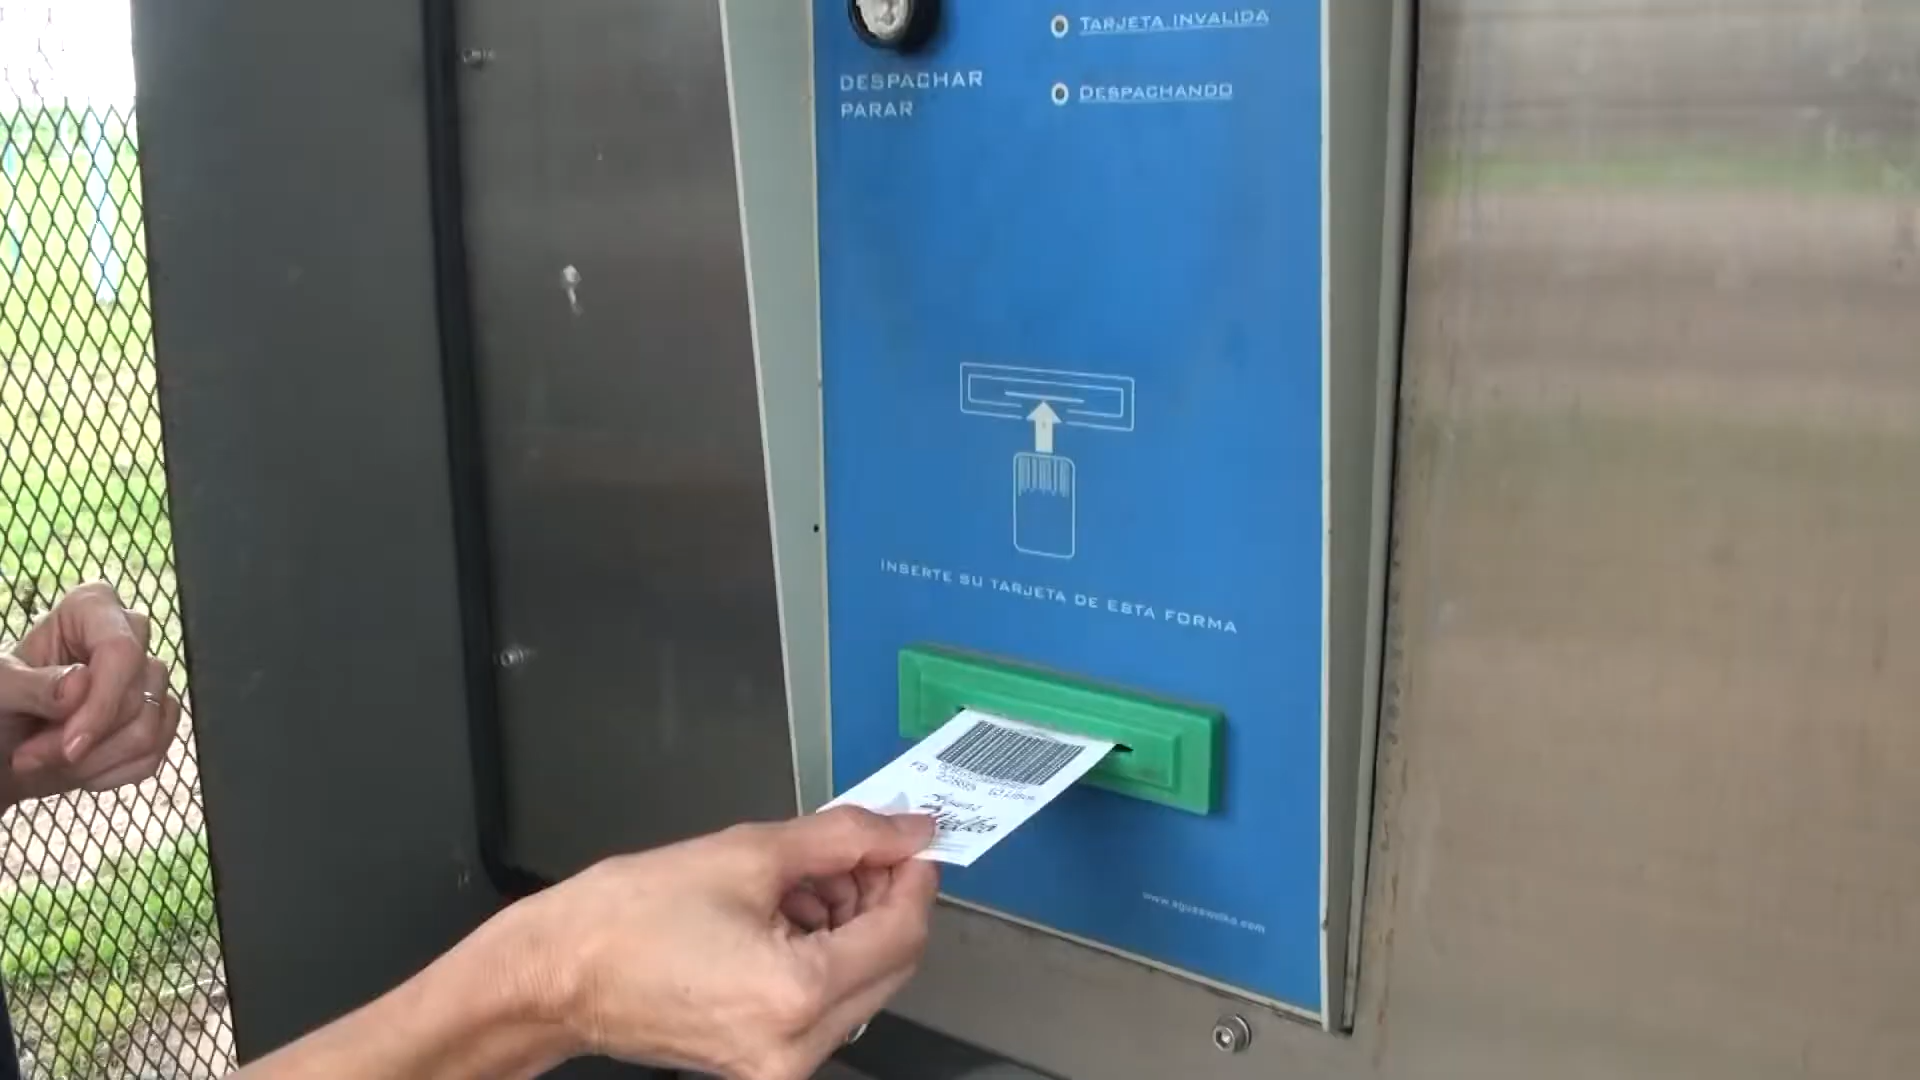 TARJETA INVALIDA
DESPACHAR
PARAR
DESPACHANDO
INSERTE SU TARJETA DE ESTA FORMA